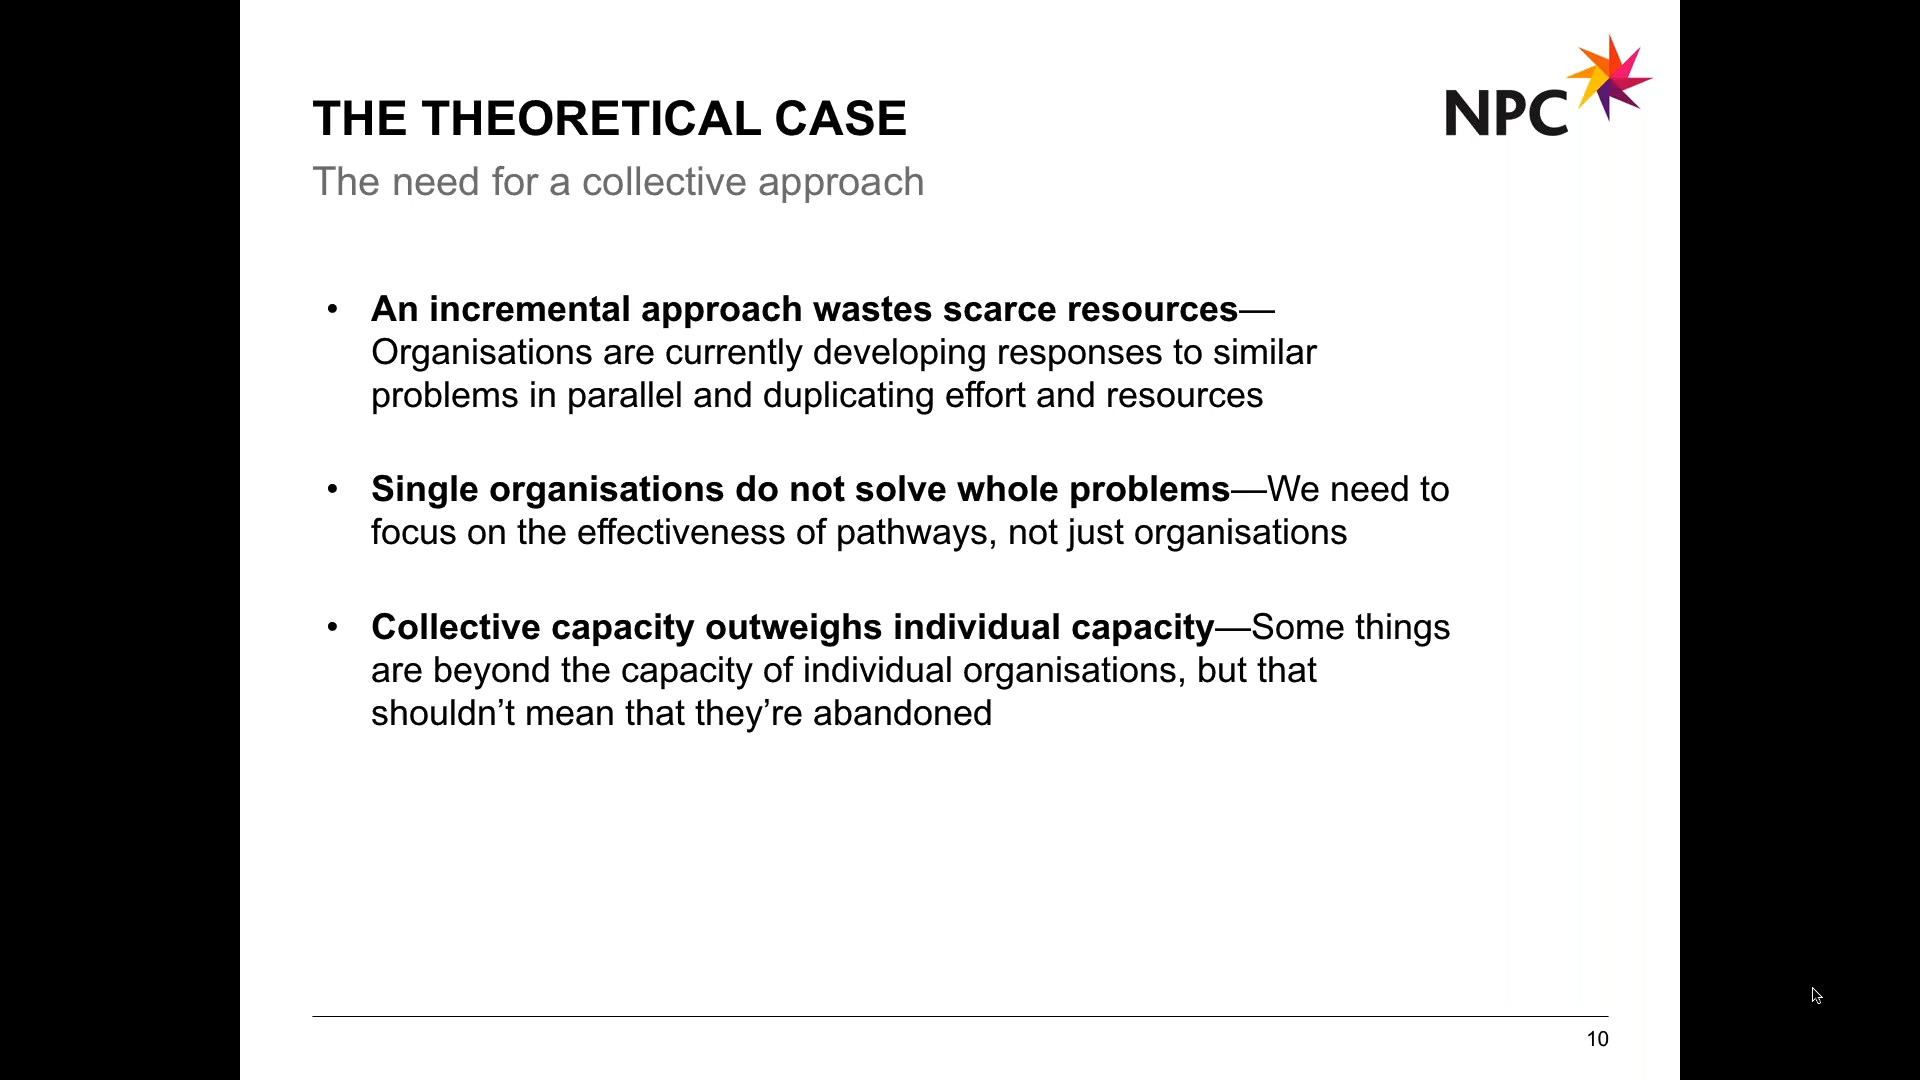 NPC
THE THEORETICAL CASE
The need for a collective approach
• An incremental approach wastes scarce resources—
Organisations are currently developing responses to similar
problems in parallel and duplicating effort and resources
• Single organisations do not solve whole problems—We need to
focus on the effectiveness of pathways, not just organisations
• Collective capacity outweighs individual capacity—Some things
are beyond the capacity of individual organisations, but that
shouldn’t mean that they’re abandoned
10